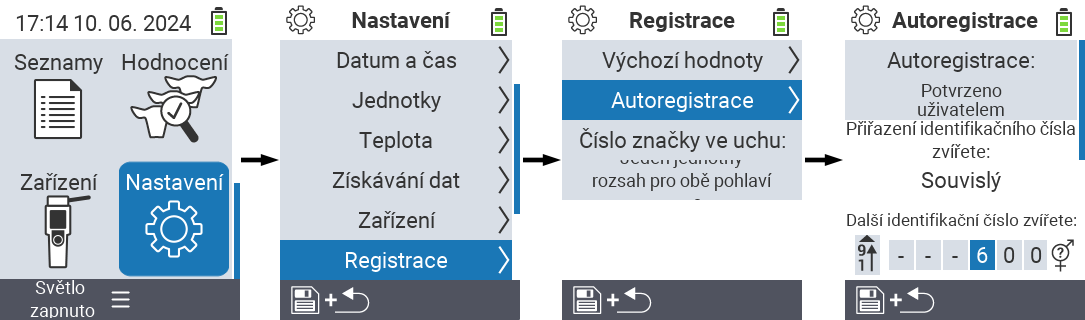 17:14 10. 06. 2024
Seznamy
Hodnocení
Zařízení
Nastavení
Světlo
zapnuto
Nastavení
Datum a čas
Jednotky
Teplota
Získávání dat
Zařízení
Registrace
+
Registrace
Výchozí hodnoty
Autoregistrace
Číslo značky ve uchu:
Jeden jednotný
rozsah pro obě pohlaví
+
Autoregistrace
Autoregistrace:
Potvrzeno
uživatelem
Přiřazení identifikačního čísla
zvířete:
Souvislý
Další identifikační číslo zvířete:
9
1
- - - 6 0 0
?
+